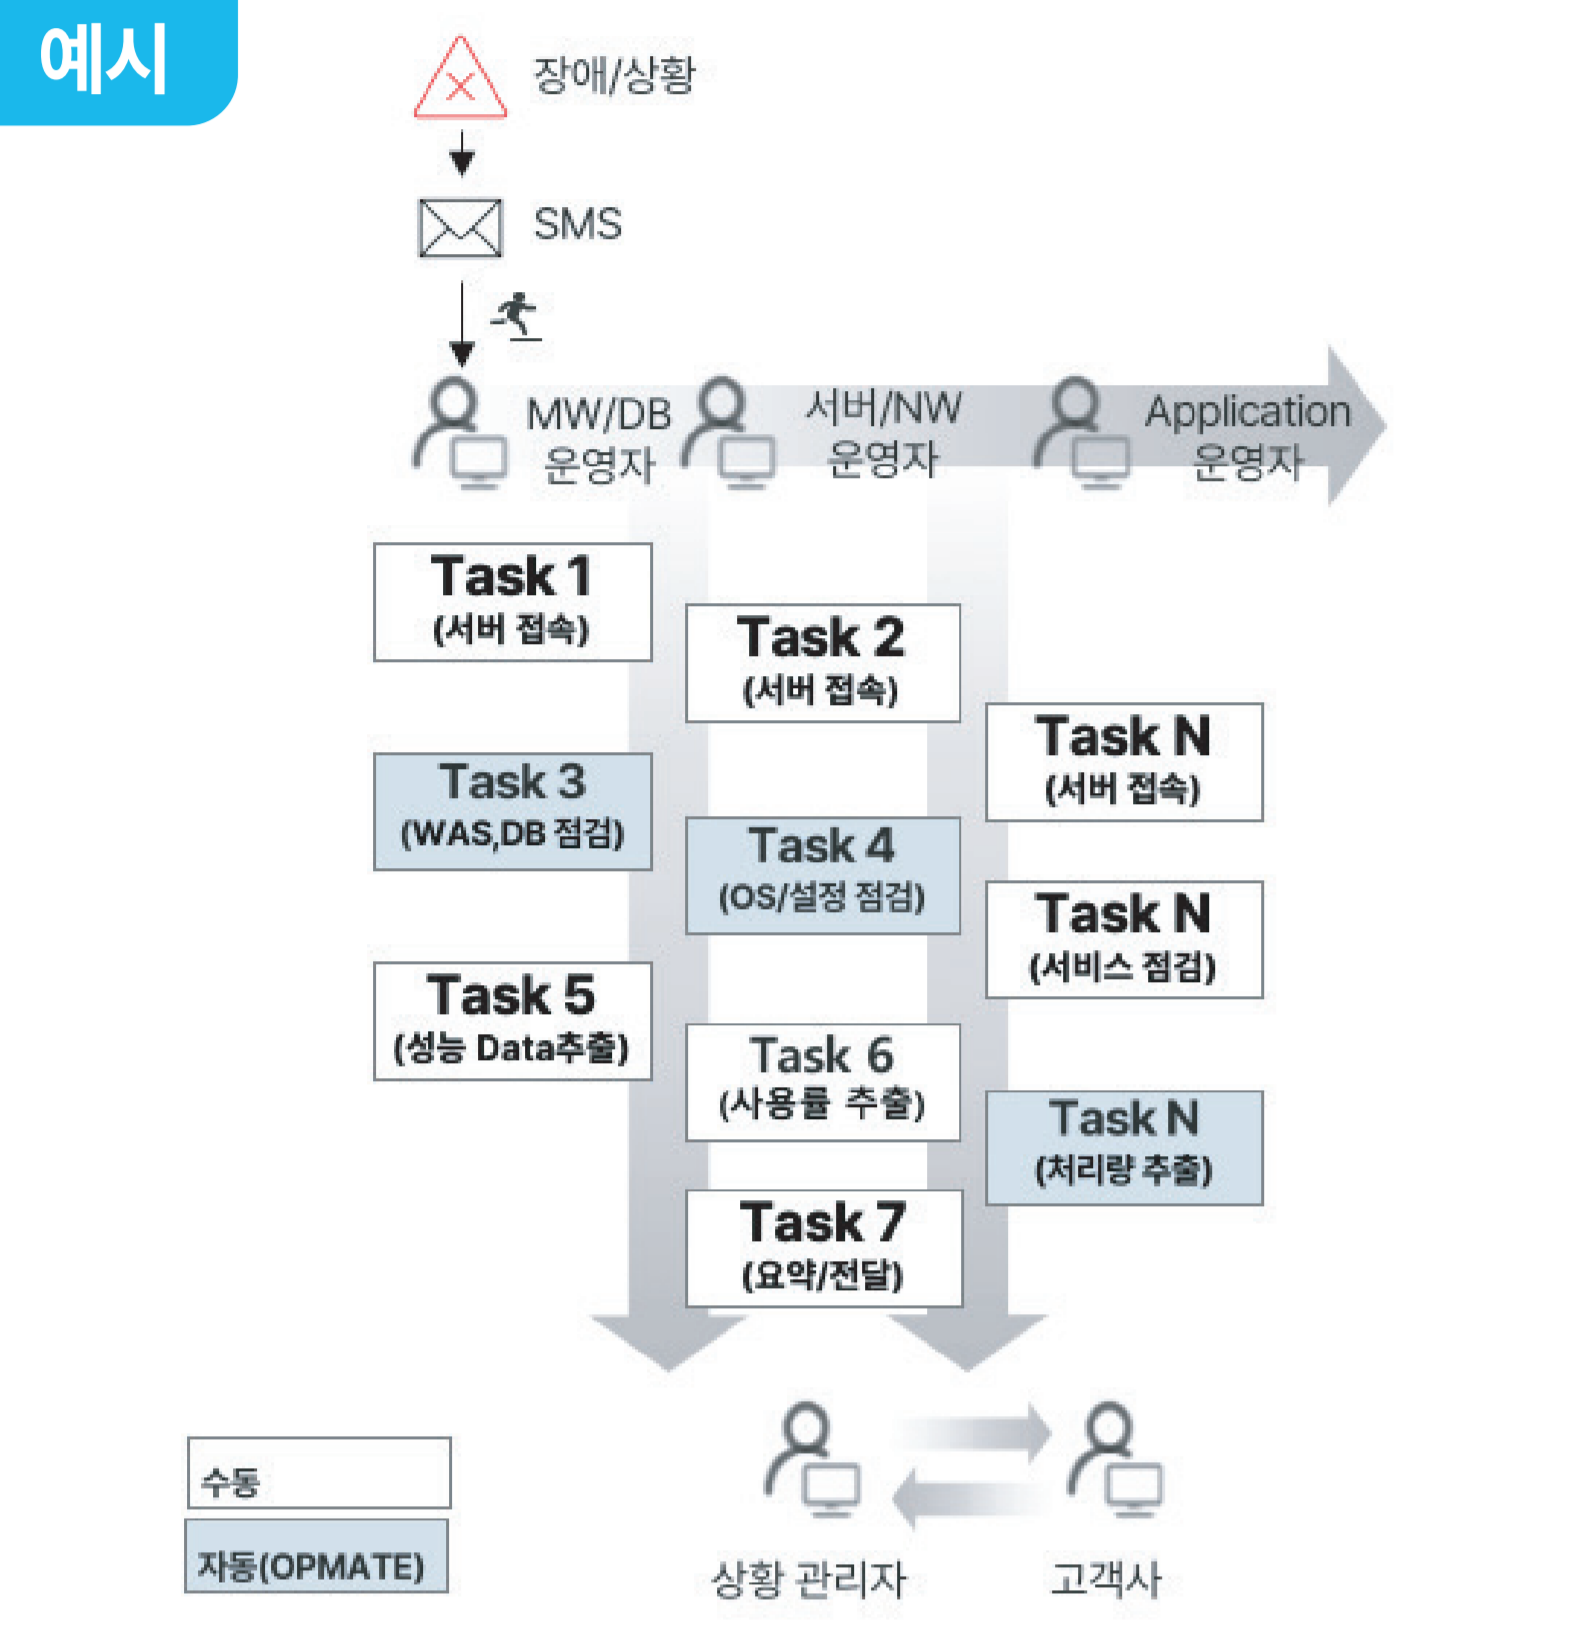 예시
장애/상황
SMS
MW/DB
운영자
서버/NW
운영자
Application
운영자
Task 1
(서버 접속)
Task 2
(서버 접속)
Task N
(서버 접속)
Task 3
(WAS,DB 점검)
Task 4
(OS/설정 점검)
Task N
(서비스 점검)
Task 5
(성능 Data추출)
Task 6
(사용률 추출)
Task N
(처리량 추출)
Task 7
(요약/전달)
수동
자동(OPMATE)
상황 관리자
고객사